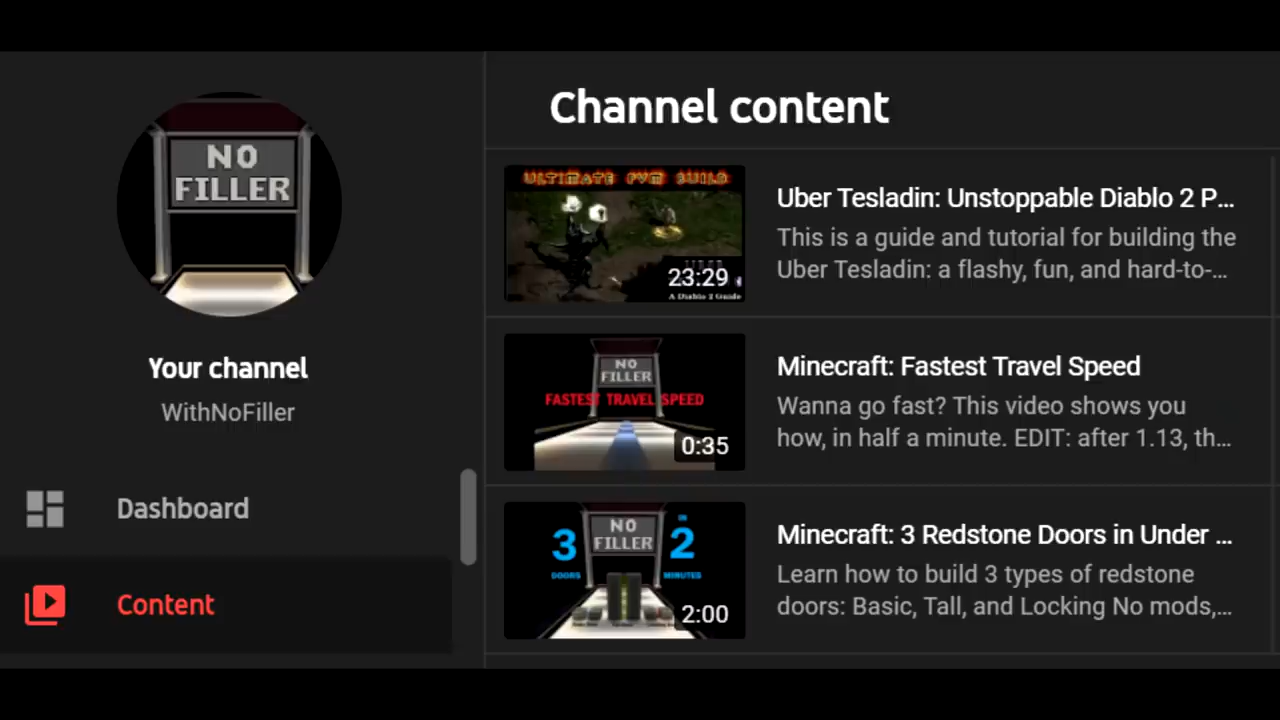 NO
FILLER
Your channel
WithNoFiller
Dashboard
Content
Channel content
ULTIMATE PVM BUILD
23:29
A Diablo 2 Guide
Uber Tesladin: Unstoppable Diablo 2 P...
This is a guide and tutorial for building the
Uber Tesladin: a flashy, fun, and hard-to-...
NO
FILLER
FASTEST TRAVEL SPEED
0:35
Minecraft: Fastest Travel Speed
Wanna go fast? This video shows you
how, in half a minute. EDIT: after 1.13, th...
3
DOORS
NO
FILLER
IN
2
MINUTES
2:00
Minecraft: 3 Redstone Doors in Under ...
Learn how to build 3 types of redstone
doors: Basic, Tall, and Locking No mods,...